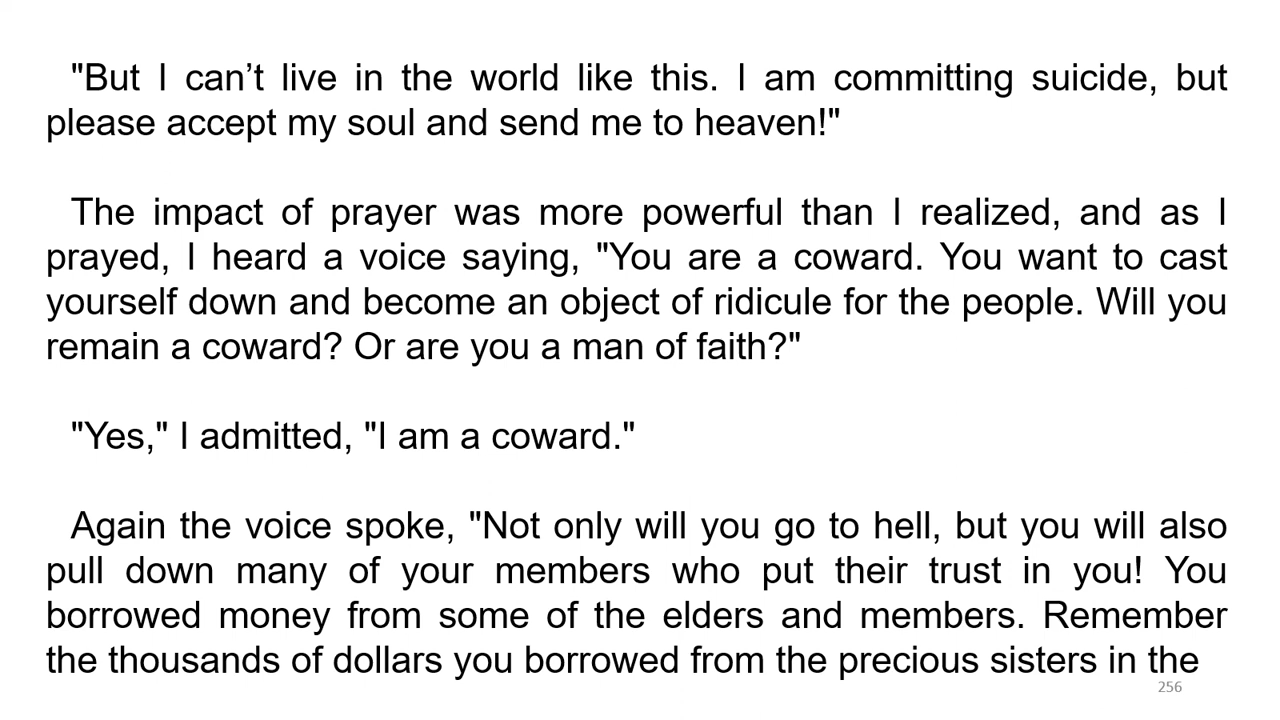 "But I can’t live in the world like this. I am committing suicide, but
please accept my soul and send me to heaven!"
The impact of prayer was more powerful than I realized, and as I
prayed, I heard a voice saying, "You are a coward. You want to cast
yourself down and become an object of ridicule for the people. Will you
remain a coward? Or are you a man of faith?"
"Yes," I admitted, "I am a coward."
Again the voice spoke, "Not only will you go to hell, but you will also
pull down many of your members who put their trust in you! You
borrowed money from some of the elders and members. Remember
the thousands of dollars you borrowed from the precious sisters in the
256